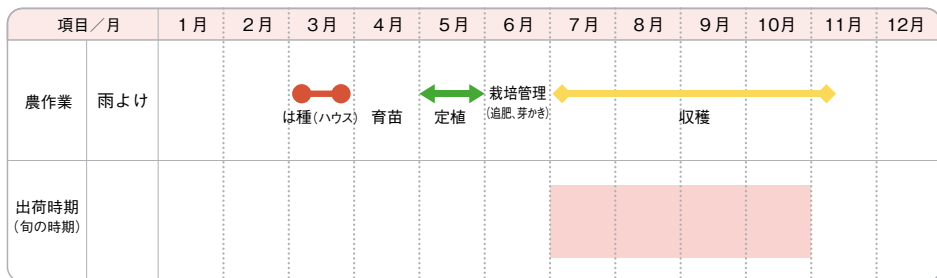 項目／月 1月 2月 3月 4月 5月 6月 7月 8月 9月 10月 11月 12月
農作業 雨よけ
は種(ハウス) 育苗 定植 栽培管理 収穫
(追肥、芽かき)
出荷時期
(旬の時期)